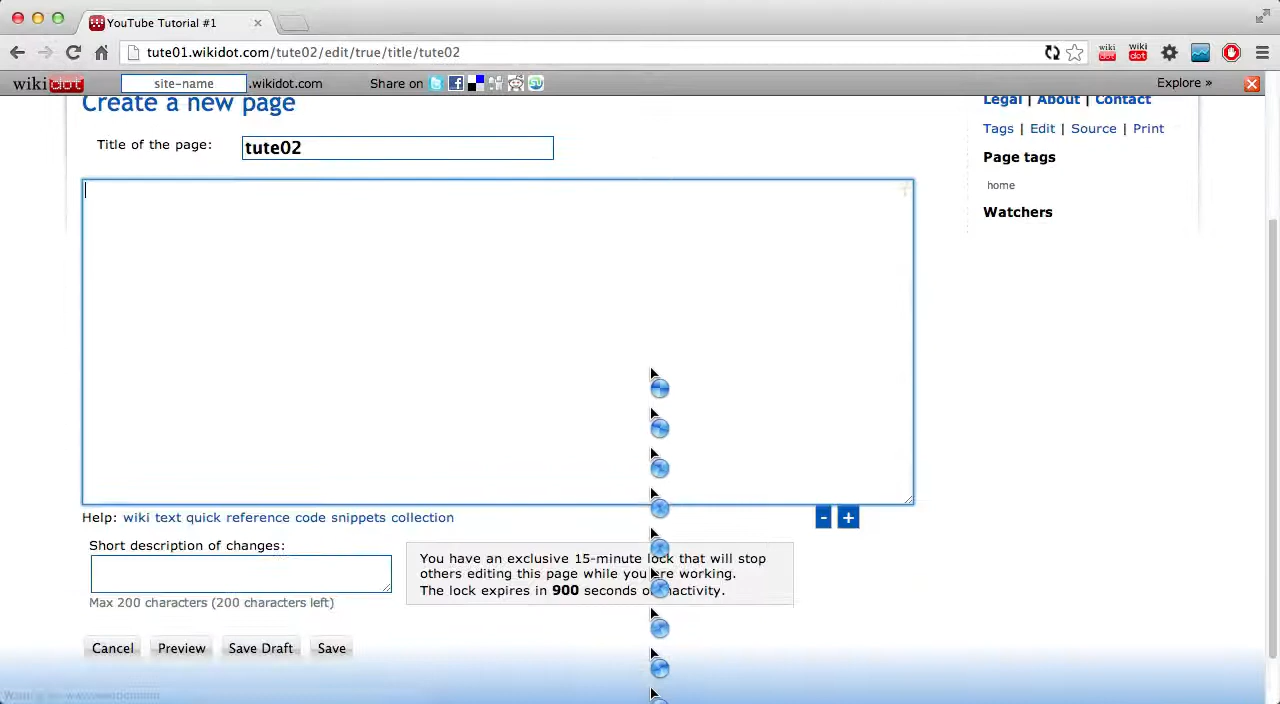 YouTube Tutorial #1
tute01.wikidot.com/tute02/edit/true/title/tute02
wiki dot
wiki dot
wikidot site-name .wikidot.com Share on Explore »
Create a new page
Title of the page: tute02
Legal | About | Contact
Tags | Edit | Source | Print
Page tags
home
Watchers
Help: wiki text quick reference code snippets collection
- +
Short description of changes:
Max 200 characters (200 characters left)
You have an exclusive 15-minute lock that will stop
others editing this page while you are working.
The lock expires in 900 seconds of inactivity.
Cancel Preview Save Draft Save